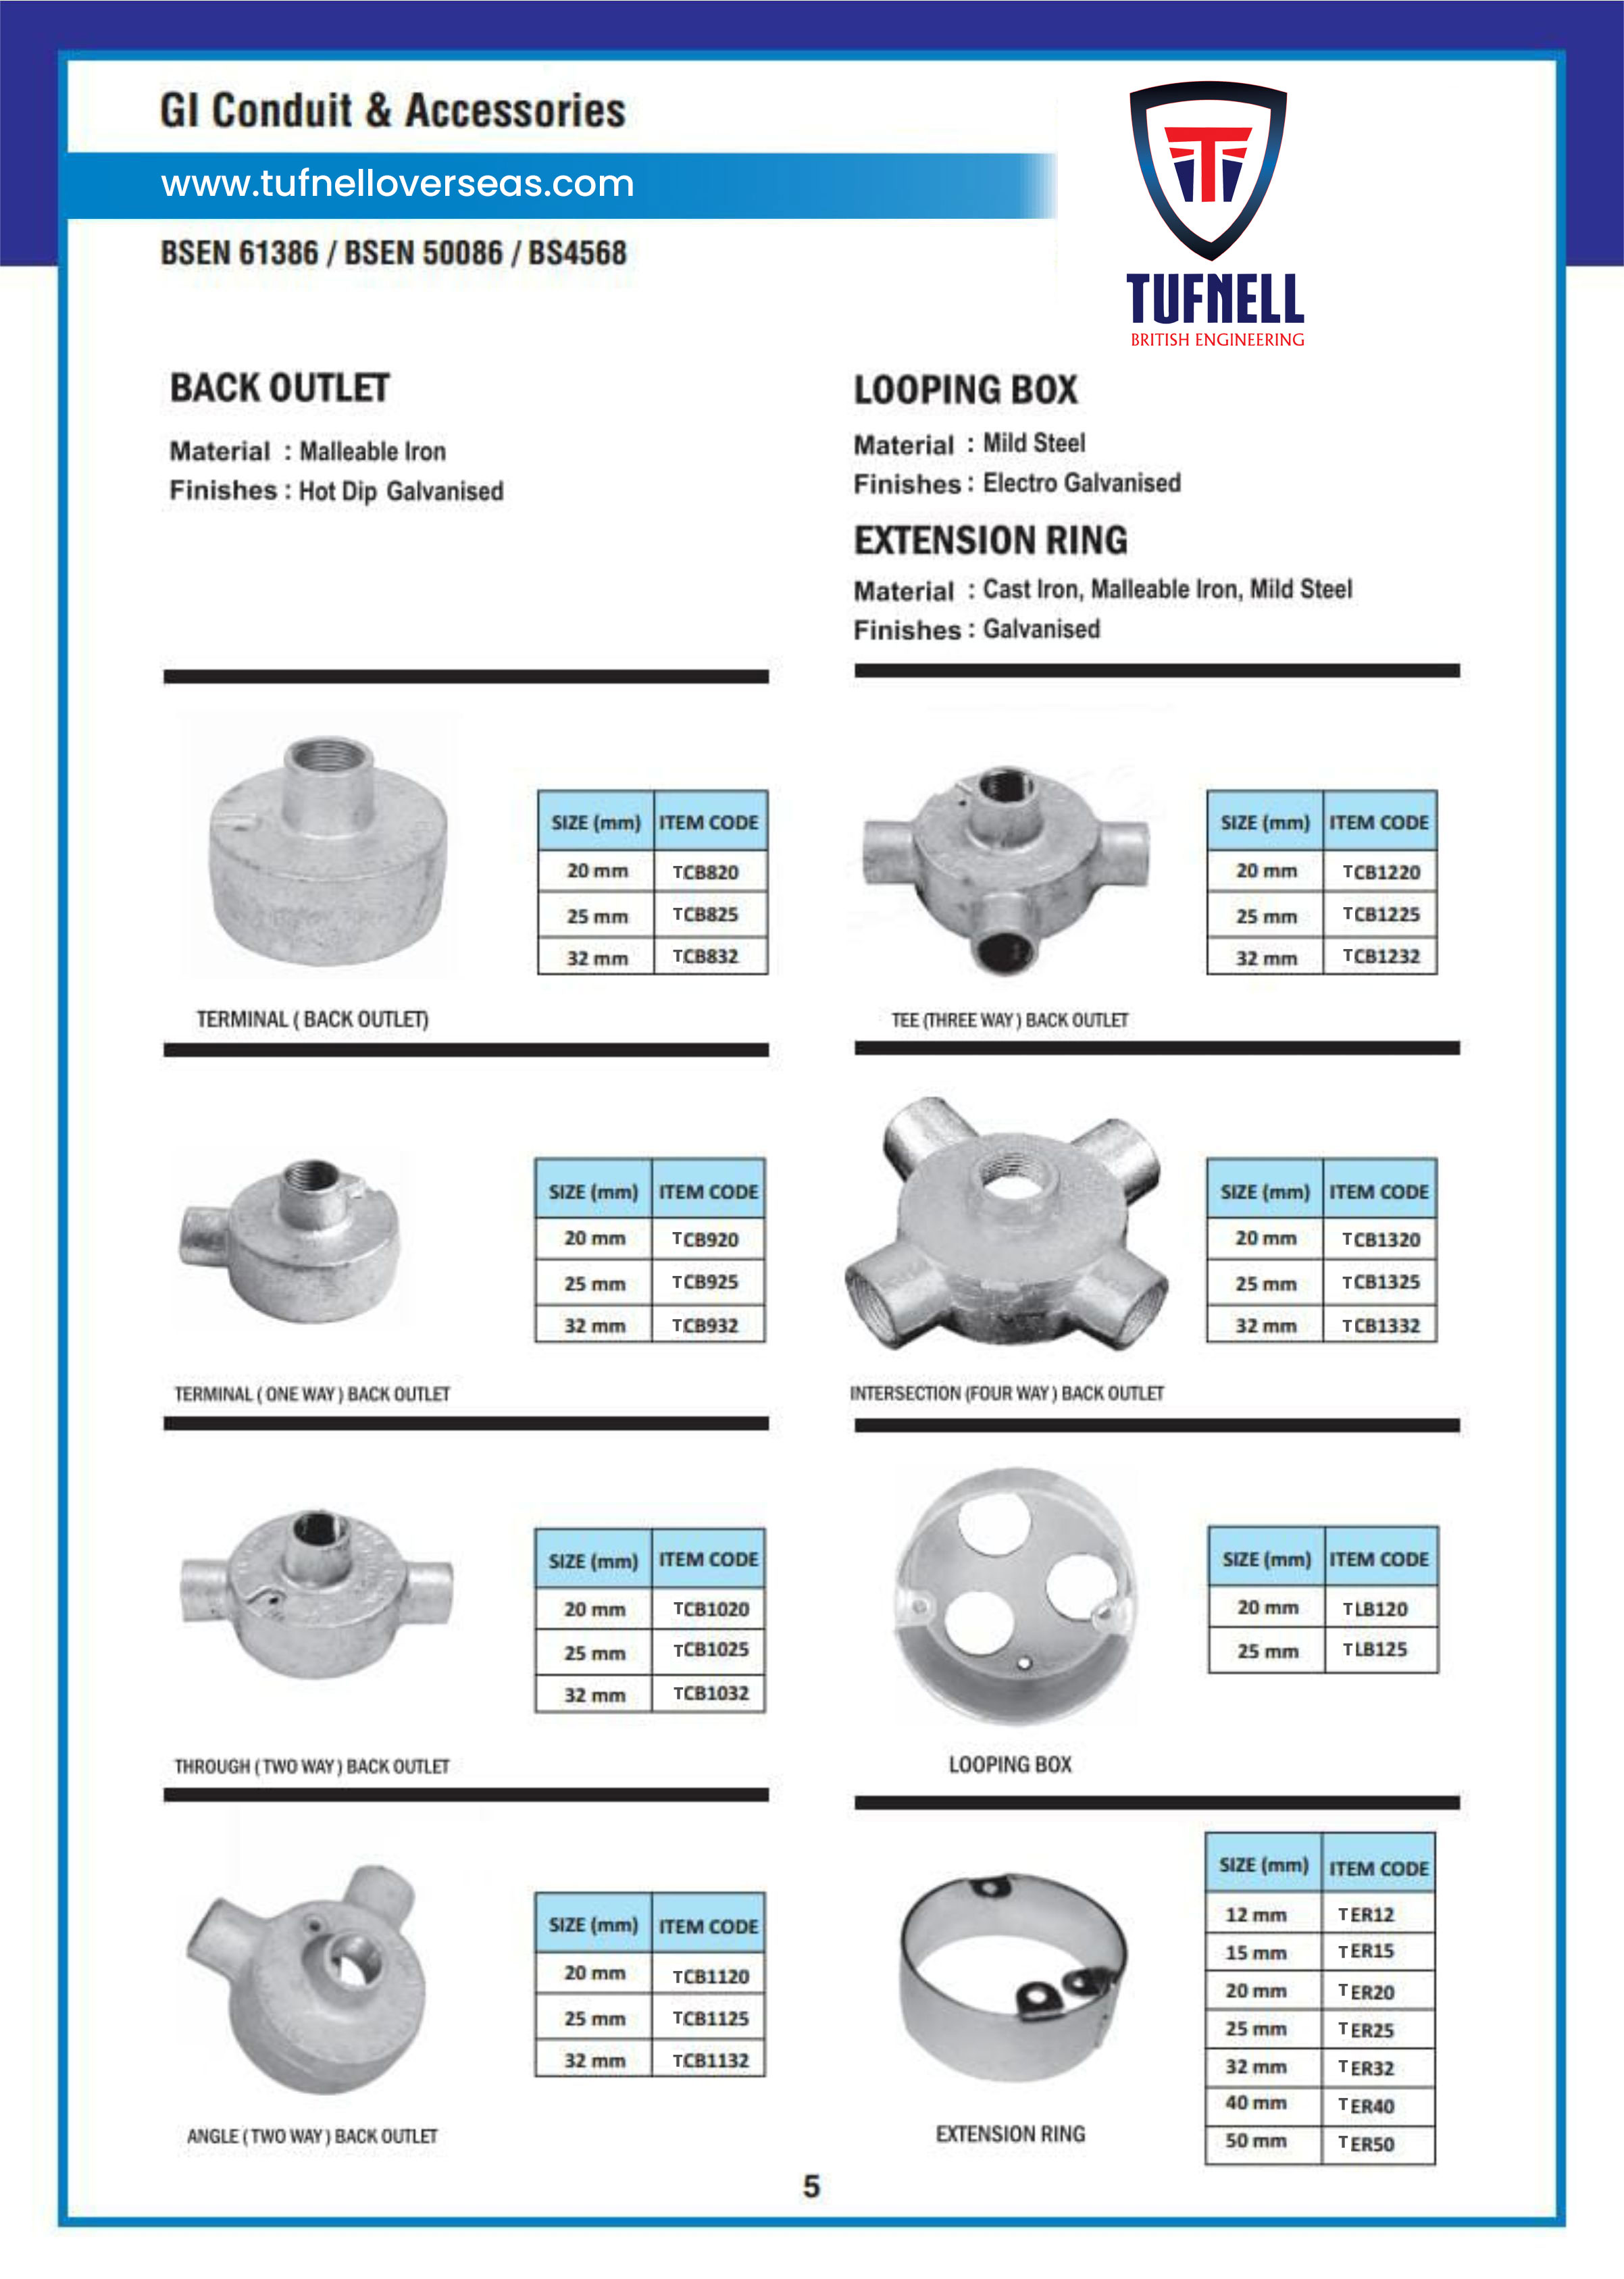 GI Conduit & Accessories
www.tufnelloverseas.com
BSEN 61386 / BSEN 50086 / BS4568
TUFNELL
BRITISH ENGINEERING
BACK OUTLET
Material : Malleable Iron
Finishes : Hot Dip Galvanised
LOOPING BOX
Material : Mild Steel
Finishes : Electro Galvanised
EXTENSION RING
Material : Cast Iron, Malleable Iron, Mild Steel
Finishes : Galvanised
SIZE (mm) ITEM CODE
20 mm TCB820
25 mm TCB825
32 mm TCB832
TERMINAL ( BACK OUTLET)
SIZE (mm) ITEM CODE
20 mm TCB1220
25 mm TCB1225
32 mm TCB1232
TEE (THREE WAY ) BACK OUTLET
SIZE (mm) ITEM CODE
20 mm TCB920
25 mm TCB925
32 mm TCB932
TERMINAL ( ONE WAY ) BACK OUTLET
SIZE (mm) ITEM CODE
20 mm TCB1320
25 mm TCB1325
32 mm TCB1332
INTERSECTION (FOUR WAY ) BACK OUTLET
SIZE (mm) ITEM CODE
20 mm TCB1020
25 mm TCB1025
32 mm TCB1032
THROUGH ( TWO WAY ) BACK OUTLET
SIZE (mm) ITEM CODE
20 mm TLB120
25 mm TLB125
LOOPING BOX
SIZE (mm) ITEM CODE
20 mm TCB1120
25 mm TCB1125
32 mm TCB1132
ANGLE ( TWO WAY ) BACK OUTLET
SIZE (mm) ITEM CODE
12 mm TER12
15 mm TER15
20 mm TER20
25 mm TER25
32 mm TER32
40 mm TER40
50 mm TER50
EXTENSION RING
5